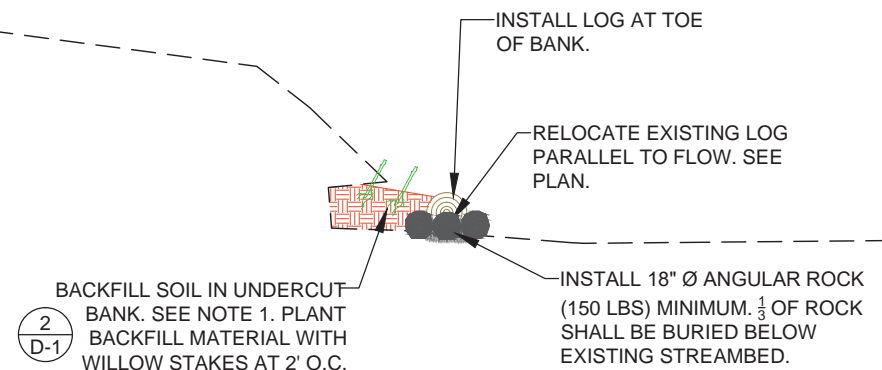 INSTALL LOG AT TOE
OF BANK.
RELOCATE EXISTING LOG
PARALLEL TO FLOW. SEE
PLAN.
INSTALL 18" Ø ANGULAR ROCK
(150 LBS) MINIMUM. 1/3 OF ROCK
SHALL BE BURIED BELOW
EXISTING STREAMBED.
BACKFILL SOIL IN UNDERCUT
BANK. SEE NOTE 1. PLANT
BACKFILL MATERIAL WITH
WILLOW STAKES AT 2' O.C.
2
D-1